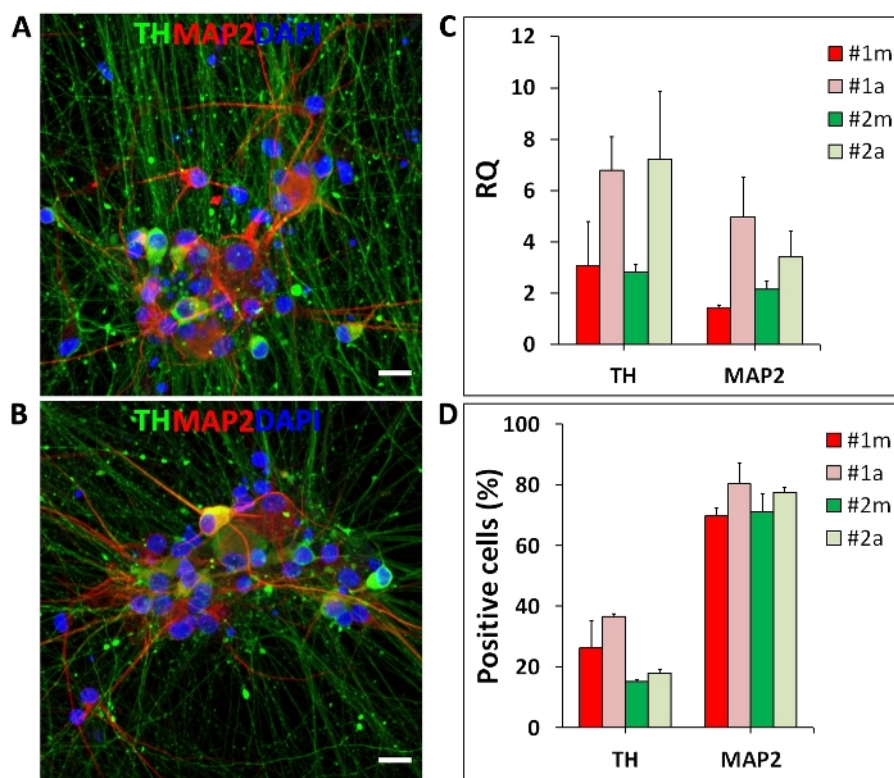 A
THMAP2DAPI
B
THMAP2DAPI
C
12
10
8
6
4
2
0
RQ
TH MAP2
#1m
#1a
#2m
#2a
D
100
80
60
40
20
0
Positive cells (%)
TH MAP2
#1m
#1a
#2m
#2a